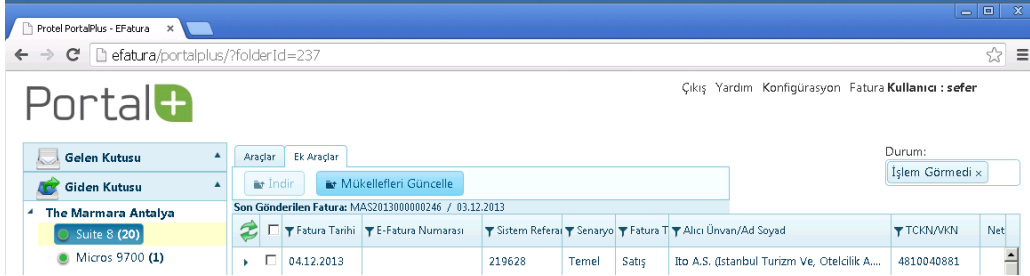 Protel PortalPlus - EFatura
efatura/portalplus/?folderId=237
Portal+
Çıkış Yardım Konfigürasyon Fatura Kullanıcı : sefer
Gelen Kutusu
Giden Kutusu
The Marmara Antalya
Suite 8 (20)
Micros 9700 (1)
Araçlar Ek Araçlar
İndir Mükellefleri Güncelle
Durum:
İşlem Görmedi x
Son Gönderilen Fatura: MAS2013000000246 / 03.12.2013
Fatura Tarihi E-Fatura Numarası Sistem Referan Senaryo Fatura T Alıcı Ünvan/Ad Soyad TCKN/VKN Net
04.12.2013 219628 Temel Satış Ito A.S. (Istanbul Turizm Ve, Otelcilik A.... 4810040881